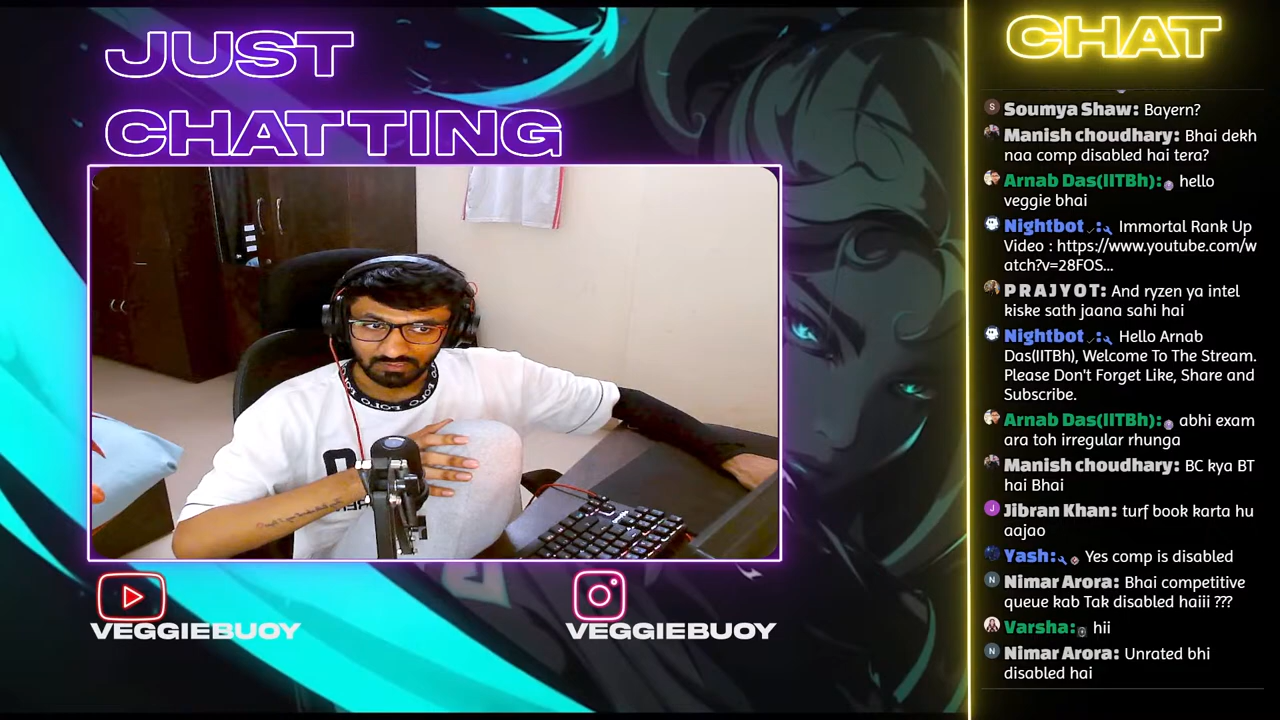 JUST
CHATTING
VEGGIEBUOY
VEGGIEBUOY
CHAT
Soumya Shaw: Bayern?
Manish choudhary: Bhai dekh
naa comp disabled hai tera?
Arnab Das(IITBh): hello
veggie bhai
Nightbot : Immortal Rank Up
Video : https://www.youtube.com/w
atch?v=28FOS...
P R A J Y O T: And ryzen ya intel
kiske sath jaana sahi hai
Nightbot : Hello Arnab
Das(IITBh), Welcome To The Stream.
Please Don't Forget Like, Share and
Subscribe.
Arnab Das(IITBh): abhi exam
ara toh irregular rhunga
Manish choudhary: BC kya BT
hai Bhai
Jibran Khan: turf book karta hu
aajao
Yash: Yes comp is disabled
Nimar Arora: Bhai competitive
queue kab Tak disabled haiii ???
Varsha: hii
Nimar Arora: Unrated bhi
disabled hai